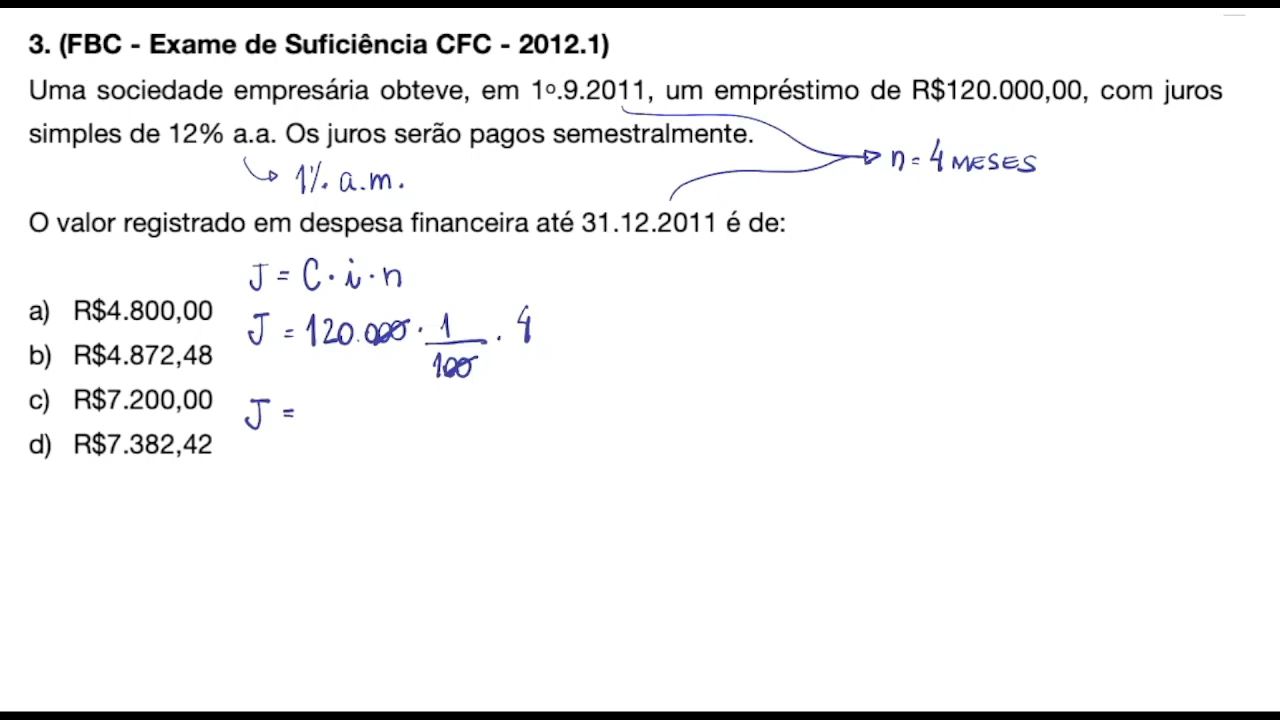 3. (FBC - Exame de Suficiência CFC - 2012.1)
Uma sociedade empresária obteve, em 1º.9.2011, um empréstimo de R$120.000,00, com juros
simples de 12% a.a. Os juros serão pagos semestralmente.
n = 4 MESES
1% a.m.
O valor registrado em despesa financeira até 31.12.2011 é de:
J = C · i · n
a) R$4.800,00
J = 120.000 · 1/100 · 4
b) R$4.872,48
c) R$7.200,00
J =
d) R$7.382,42